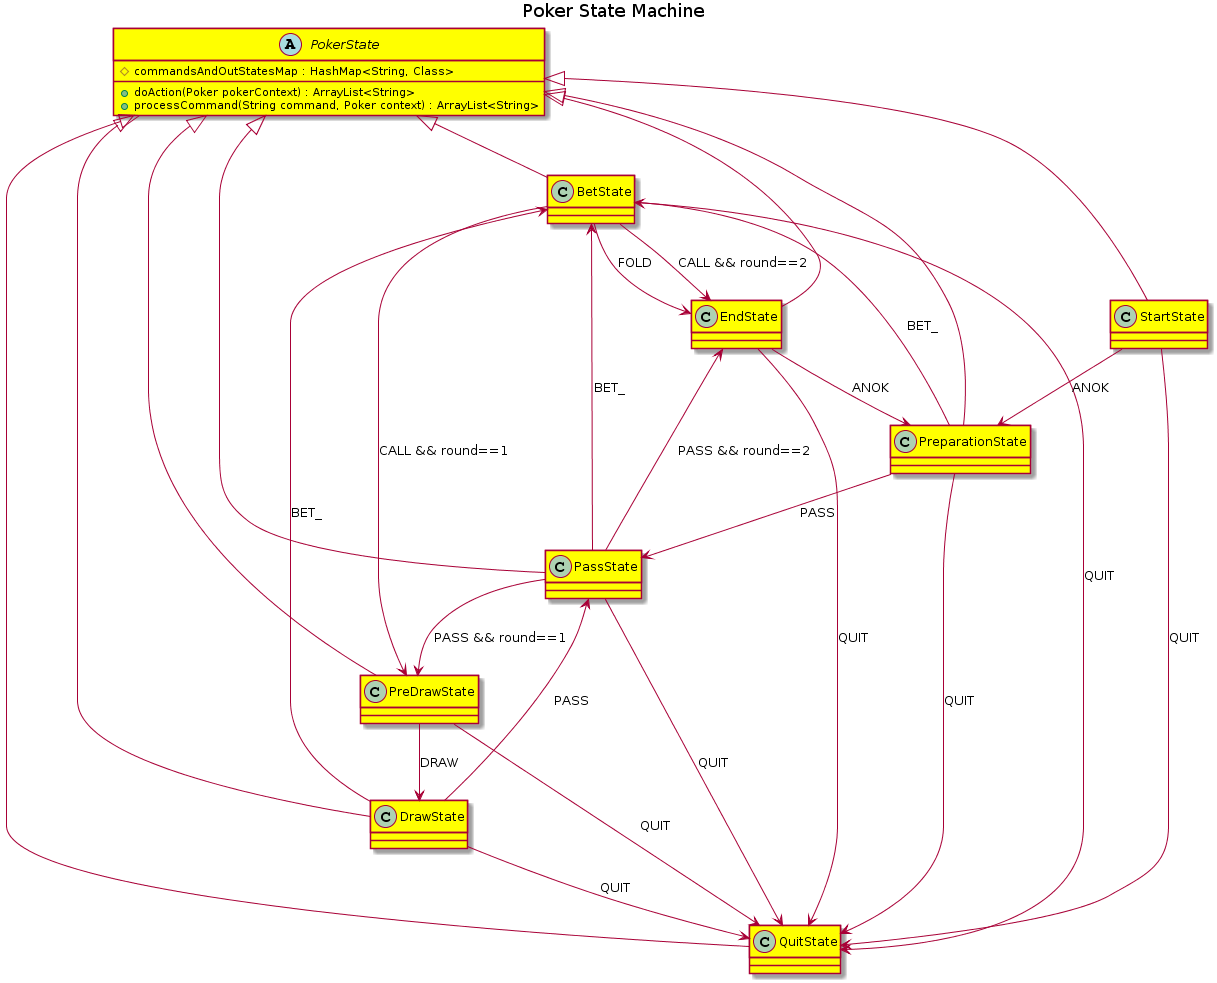 Poker State Machine
A PokerState
commandsAndOutStatesMap : HashMap<String, Class>
doAction(Poker pokerContext) : ArrayList<String>
processCommand(String command, Poker context) : ArrayList<String>
C BetState
FOLD
CALL && round==2
C EndState
C StartState
BET_
BET_
ANOK
ANOK
C PreparationState
CALL && round==1
PASS && round==2
BET_
PASS
C PassState
QUIT
PASS && round==1
QUIT
QUIT
C PreDrawState
PASS
QUIT
DRAW
QUIT
C DrawState
QUIT
QUIT
C QuitState